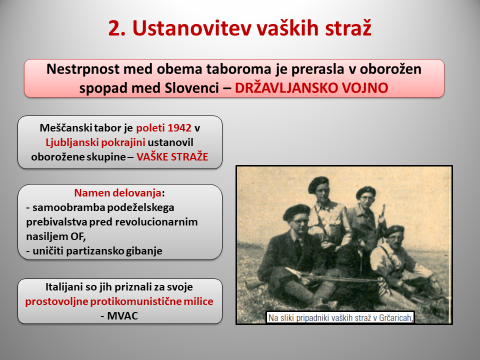 2. Ustanovitev vaških straž
Nestrpnost med obema taboroma je prerasla v oborožen
spopad med Slovenci – DRŽAVLJANSKO VOJNO
Meščanski tabor je poleti 1942 v
Ljubljanski pokrajini ustanovil
oborožene skupine – VAŠKE STRAŽE
Namen delovanja:
- samoobramba podeželskega
prebivalstva pred revolucionarnim
nasiljem OF,
- uničiti partizansko gibanje
Italijani so jih priznali za svoje
prostovoljne protikomunistične milice
- MVAC
Na sliki pripadniki vaških straž v Grčaricah.